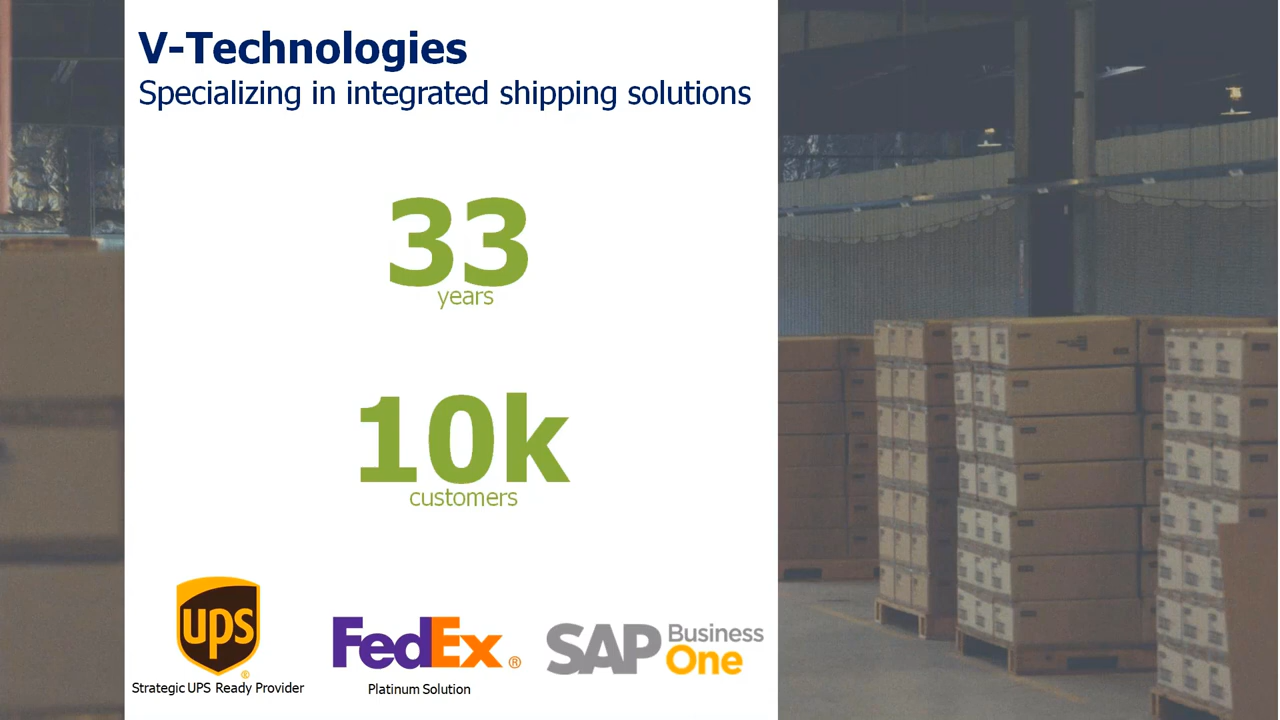 V-Technologies
Specializing in integrated shipping solutions
33
years
10k
customers
ups
®
Strategic UPS Ready Provider
FedEx ®
Platinum Solution
SAP Business
One